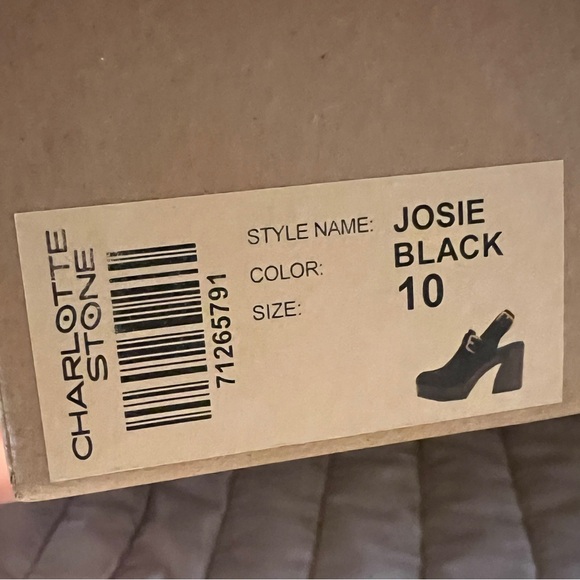 CHARLOTTE
STONE
71265791
STYLE NAME: JOSIE
COLOR: BLACK
SIZE: 10